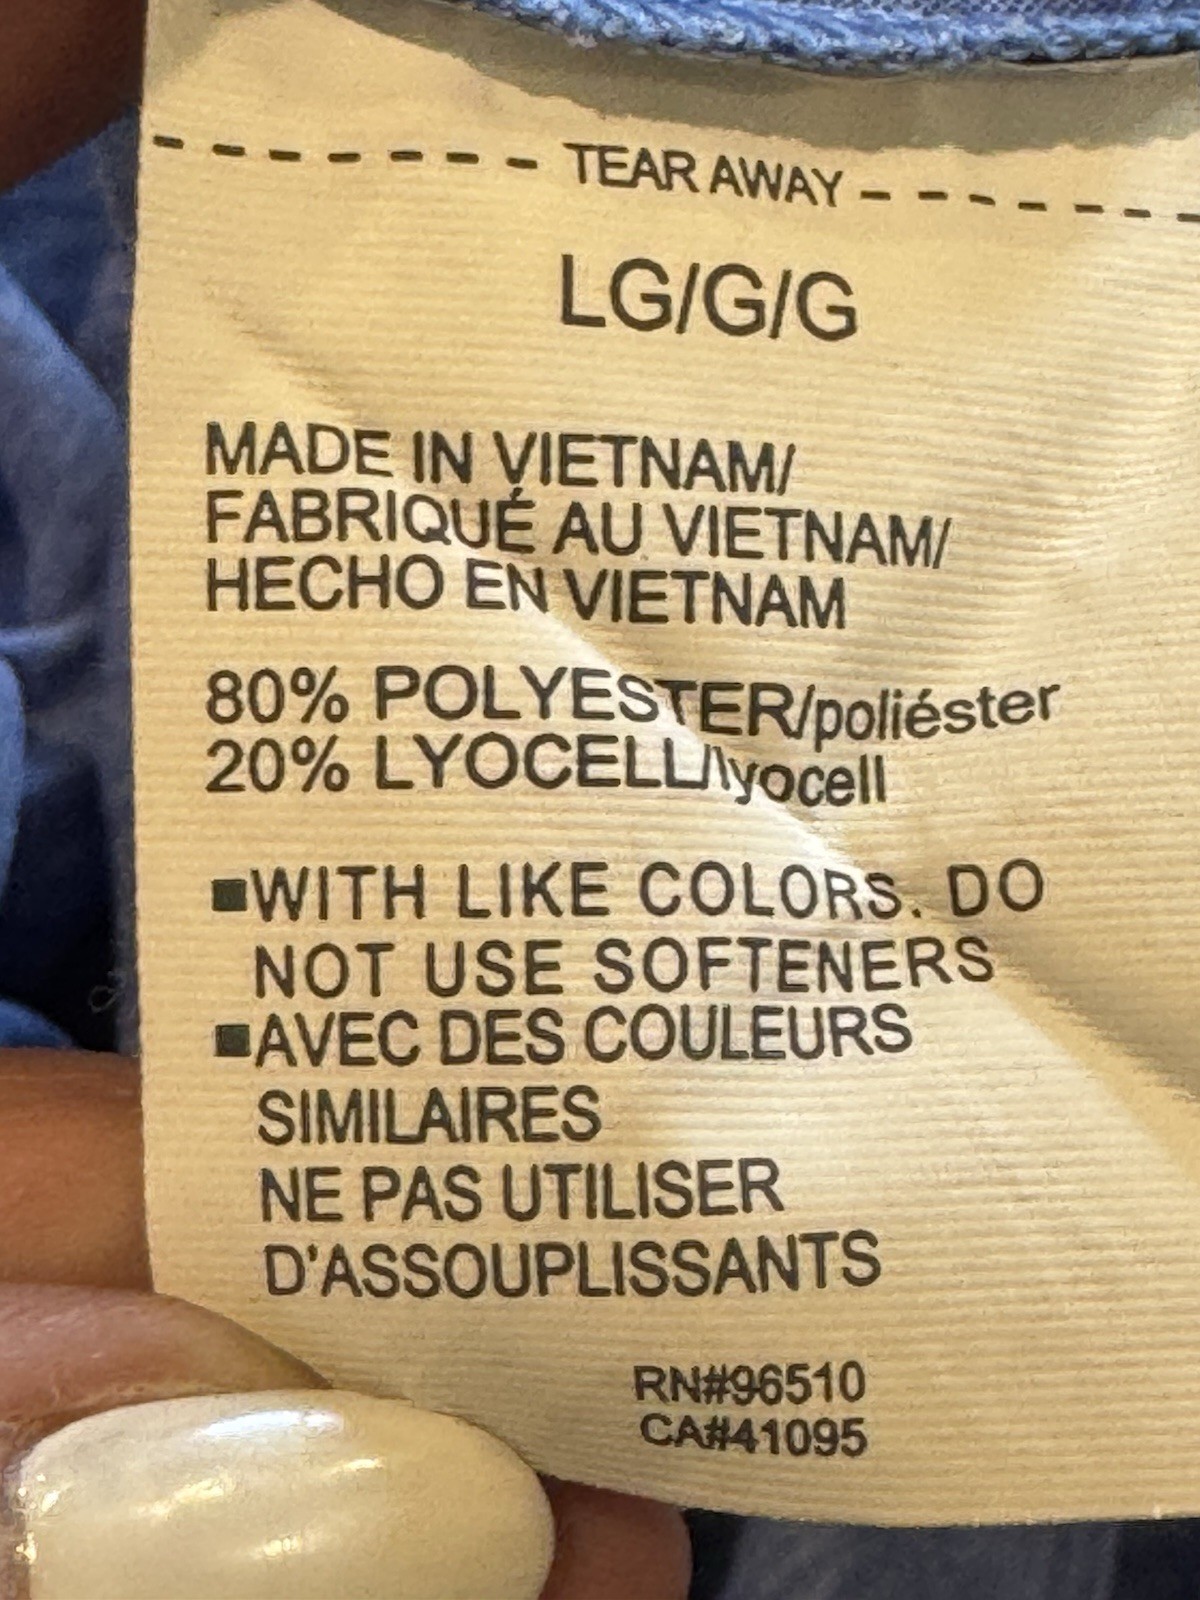 TEAR AWAY
LG/G/G
MADE IN VIETNAM/
FABRIQUÉ AU VIETNAM/
HECHO EN VIETNAM
80% POLYESTER/poliéster
20% LYOCELL/lyocell
■WITH LIKE COLORS. DO
NOT USE SOFTENERS
■AVEC DES COULEURS
SIMILAIRES
NE PAS UTILISER
D'ASSOUPLISSANTS
RN#96510
CA#41095